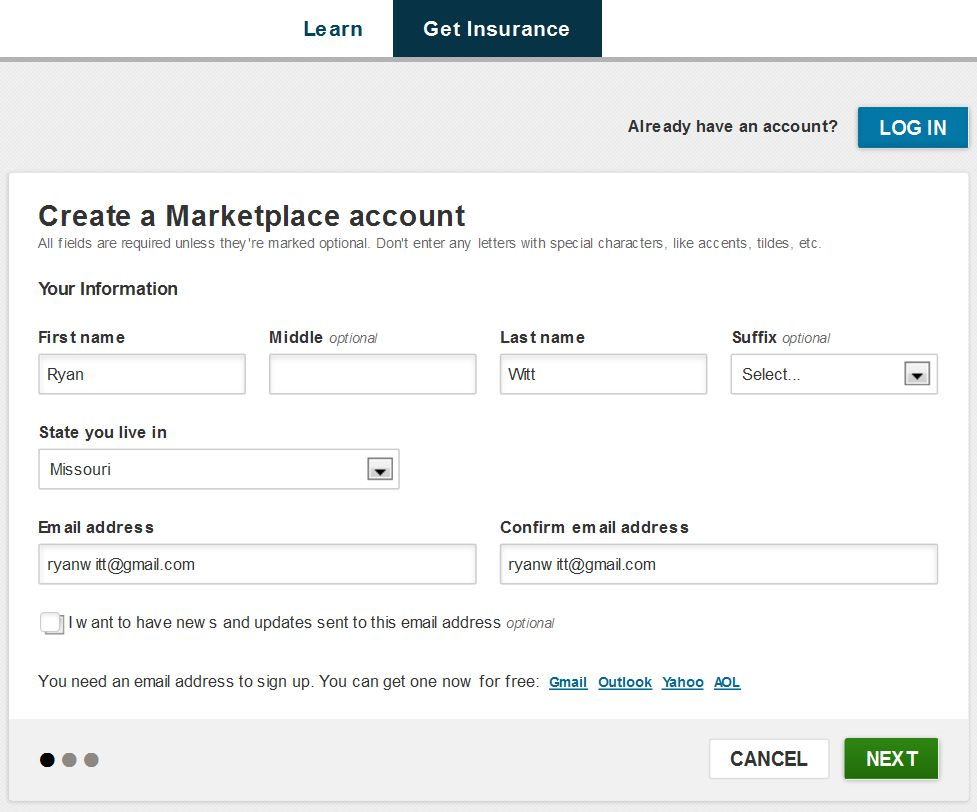 Learn Get Insurance
Already have an account? LOG IN
Create a Marketplace account
All fields are required unless they're marked optional. Don't enter any letters with special characters, like accents, tildes, etc.
Your Information
First name Middle optional Last name Suffix optional
Ryan Witt Select...
State you live in
Missouri
Email address Confirm email address
ryanwitt@gmail.com ryanwitt@gmail.com
I want to have news and updates sent to this email address optional
You need an email address to sign up. You can get one now for free: Gmail Outlook Yahoo AOL
CANCEL NEXT